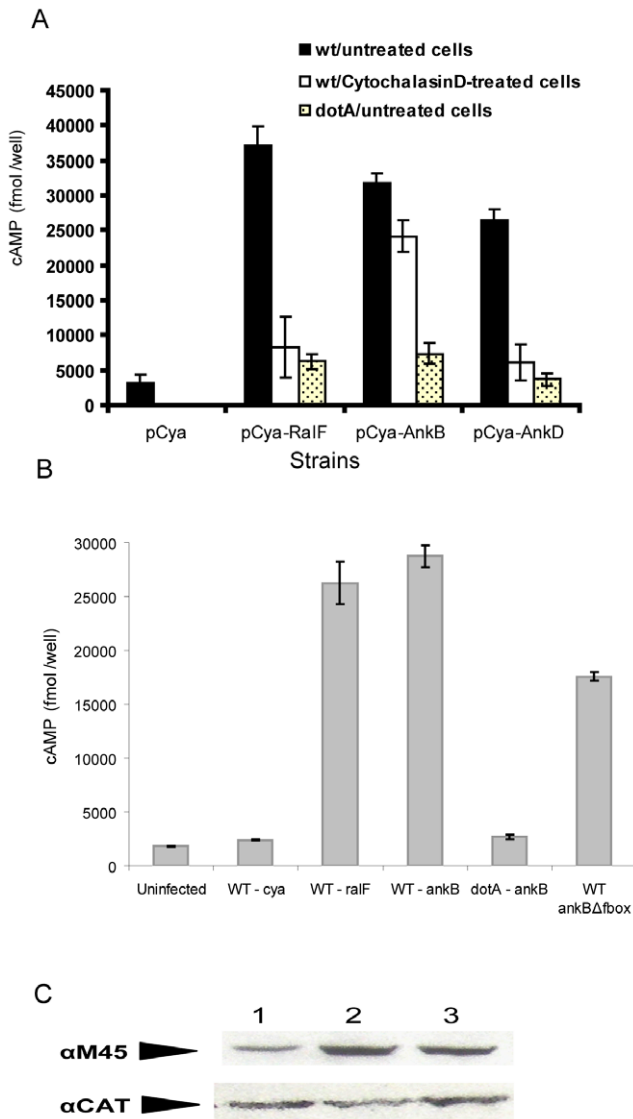 A
wt/untreated cells
wt/CytochalasinD-treated cells
dotA/untreated cells
cAMP (fmol /well)
45000
40000
35000
30000
25000
20000
15000
10000
5000
0
pCya pCya-RalF pCya-AnkB pCya-AnkD
Strains
B
cAMP (fmol /well)
30000
25000
20000
15000
10000
5000
0
Uninfected WT - cya WT - ralF WT - ankB dotA - ankB WT
ankBΔfbox
C
1 2 3
αM45
αCAT